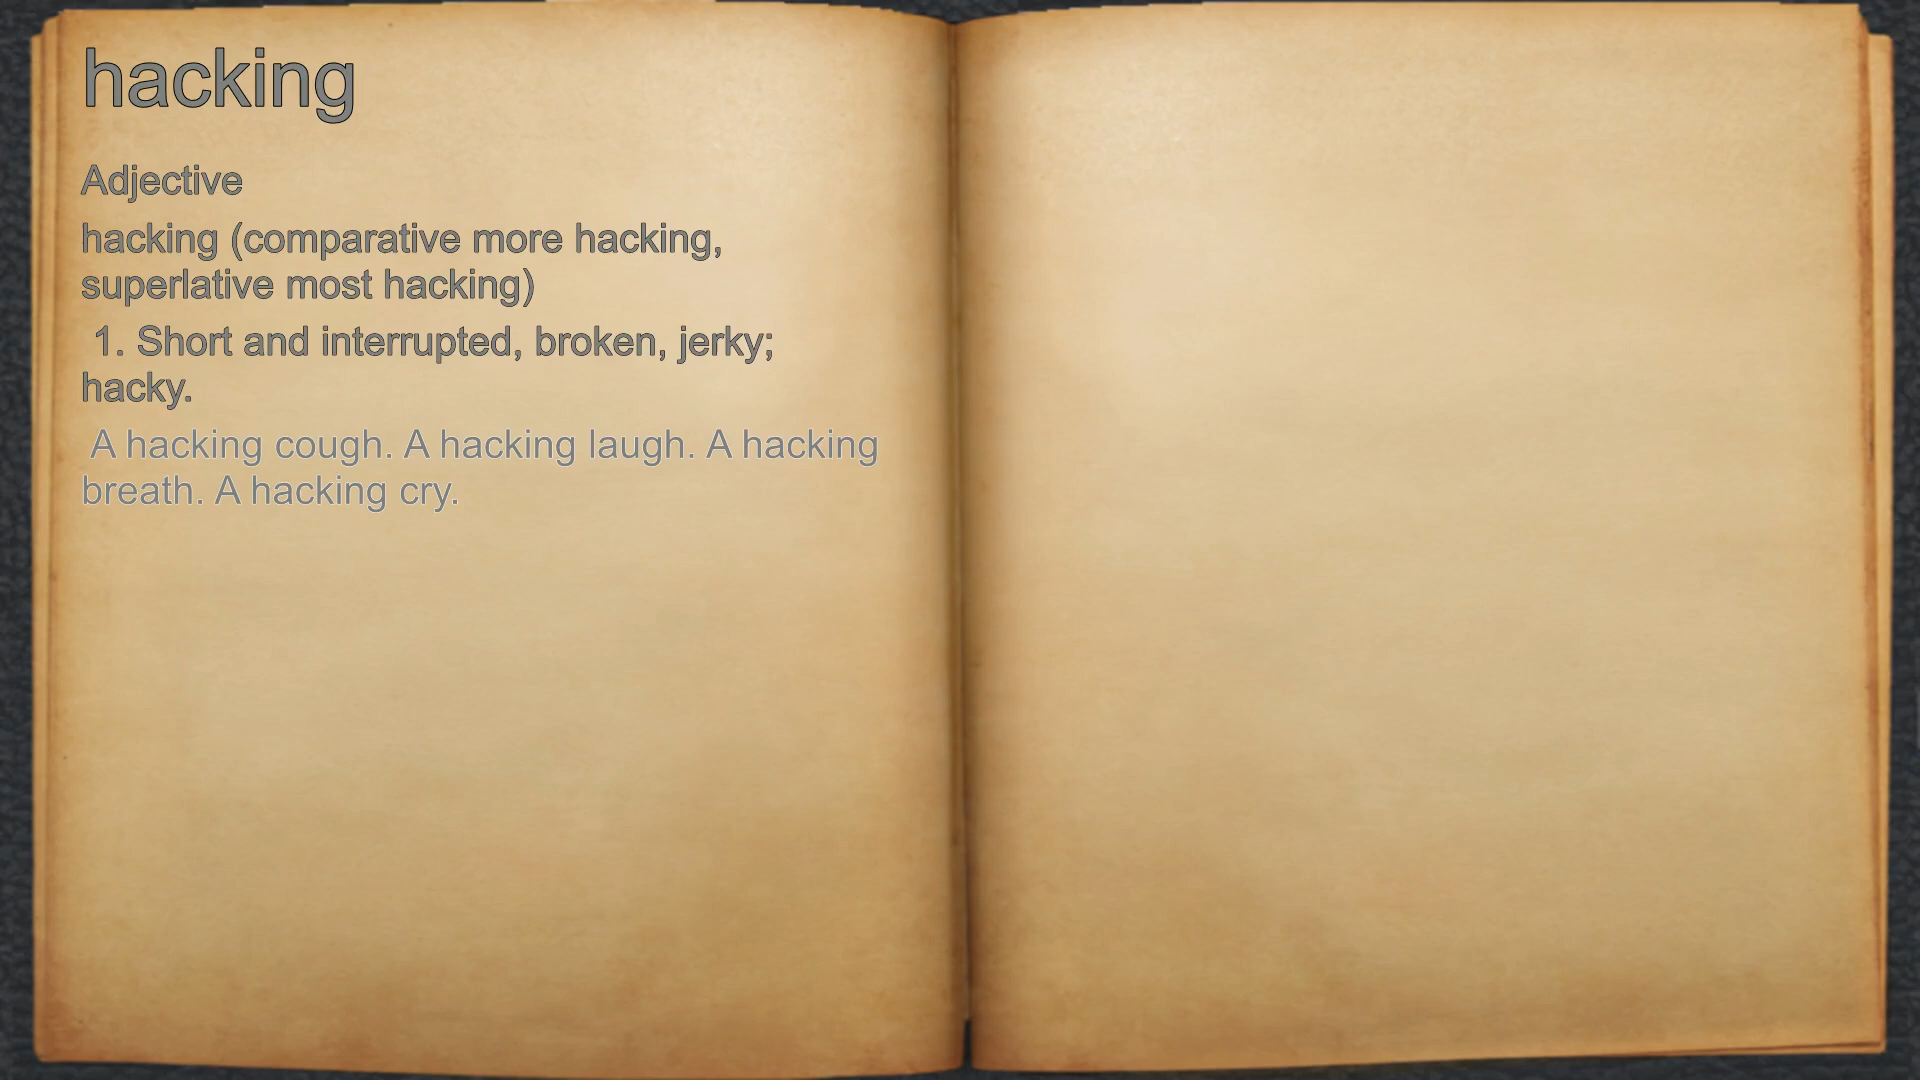 hacking
Adjective
hacking (comparative more hacking,
superlative most hacking)
1. Short and interrupted, broken, jerky;
hacky.
A hacking cough. A hacking laugh. A hacking
breath. A hacking cry.